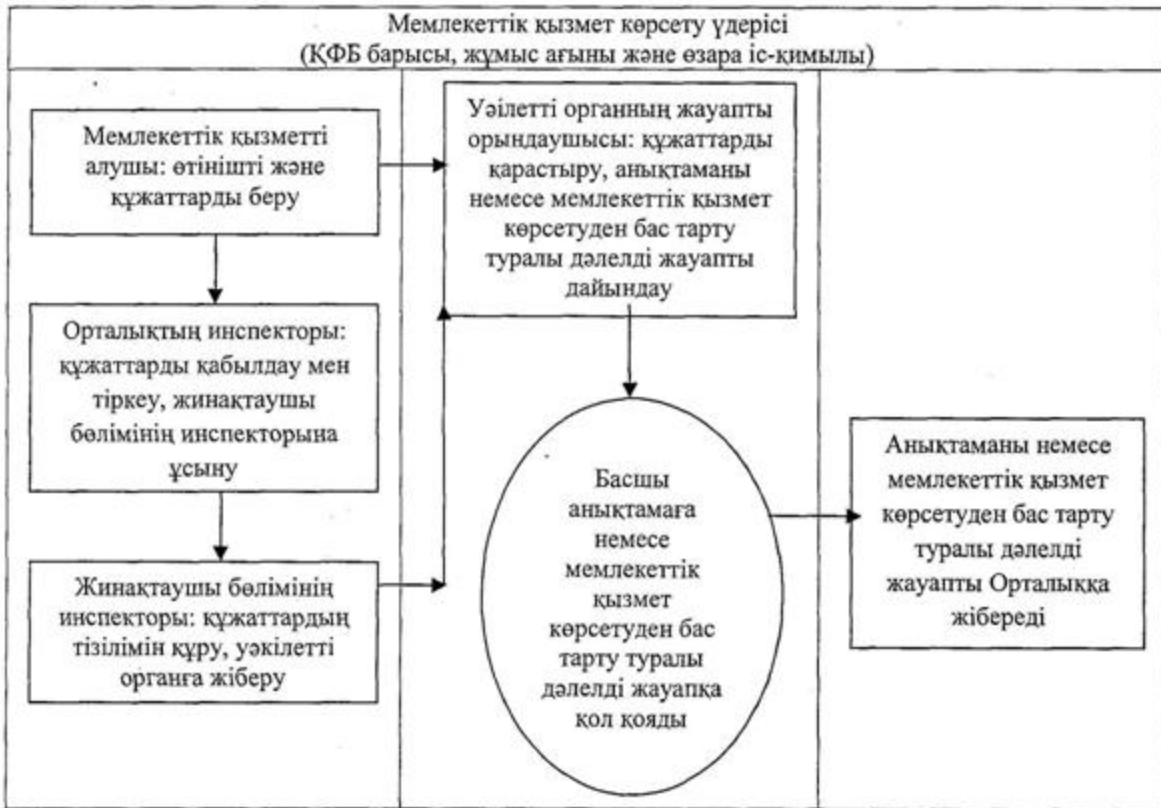 Мемлекеттік қызмет көрсету үдерісі
(ҚФБ барысы, жұмыс ағыны және өзара іс-қимылы)
Мемлекеттік қызметті
алушы: өтінішті және
құжаттарды беру
Орталықтың инспекторы:
құжаттарды қабылдау мен
тіркеу, жинақтаушы
бөлімінің инспекторына
ұсыну
Жинақтаушы бөлімінің
инспекторы: құжаттардың
тізілімін құру, уәкілетті
органға жіберу
Уәілетті органның жауапты
орындаушысы: құжаттарды
қарастыру, анықтаманы
немесе мемлекеттік қызмет
көрсетуден бас тарту
туралы дәлелді жауапты
дайындау
Басшы
анықтамаға
немесе
мемлекеттік
қызмет
көрсетуден бас
тарту туралы
дәлелді жауапқа
қол қояды
Анықтаманы немесе
мемлекеттік қызмет
көрсетуден бас тарту
туралы дәлелді
жауапты Орталыққа
жібереді